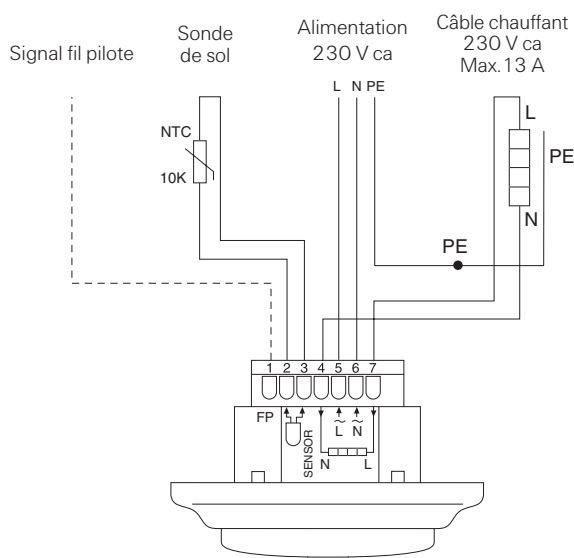 Signal fil pilote
Sonde
de sol
Alimentation
230 V ca
Câble chauffant
230 V ca
Max.13 A
L N PE
L
NTC
10K
PE
N
PE
1 2 3 4 5 6 7
FP
SENSOR
L N
N L